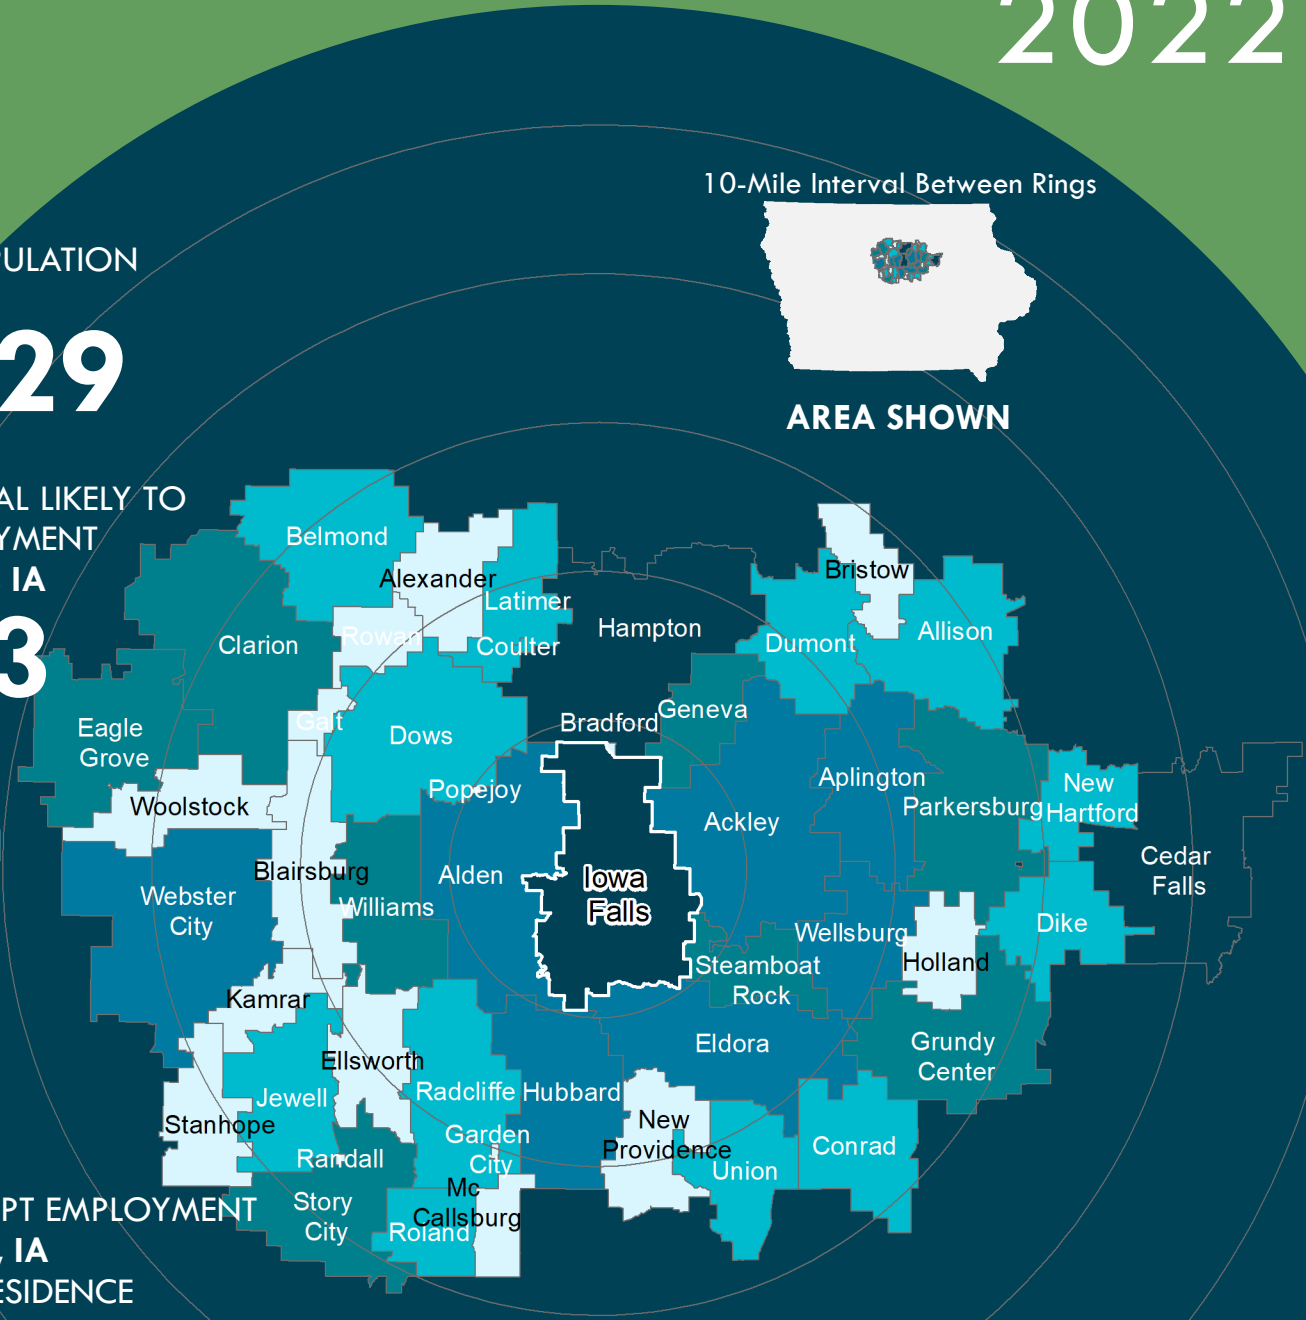 2022
10-Mile Interval Between Rings
AREA SHOWN
PULATION
29
AL LIKELY TO
YMENT
IA
3
Belmond
Alexander
Latimer
Coulter
Rowan
Clarion
Hampton
Bristow
Dumont
Allison
Eagle
Grove
Galt
Dows
Bradford
Geneva
Popejoy
Aplington
Parkersburg
New
Hartford
Woolstock
Ackley
Cedar
Falls
Blairsburg
Alden
Iowa
Falls
Webster
City
Williams
Wellsburg
Dike
Holland
Steamboat
Rock
Kamrar
Eldora
Grundy
Center
Ellsworth
Jewell
Radcliffe
Hubbard
Stanhope
New
Providence
Garden
City
Conrad
Randall
Union
Mc
Callsburg
Story
City
Roland
PT EMPLOYMENT
, IA
ESIDENCE